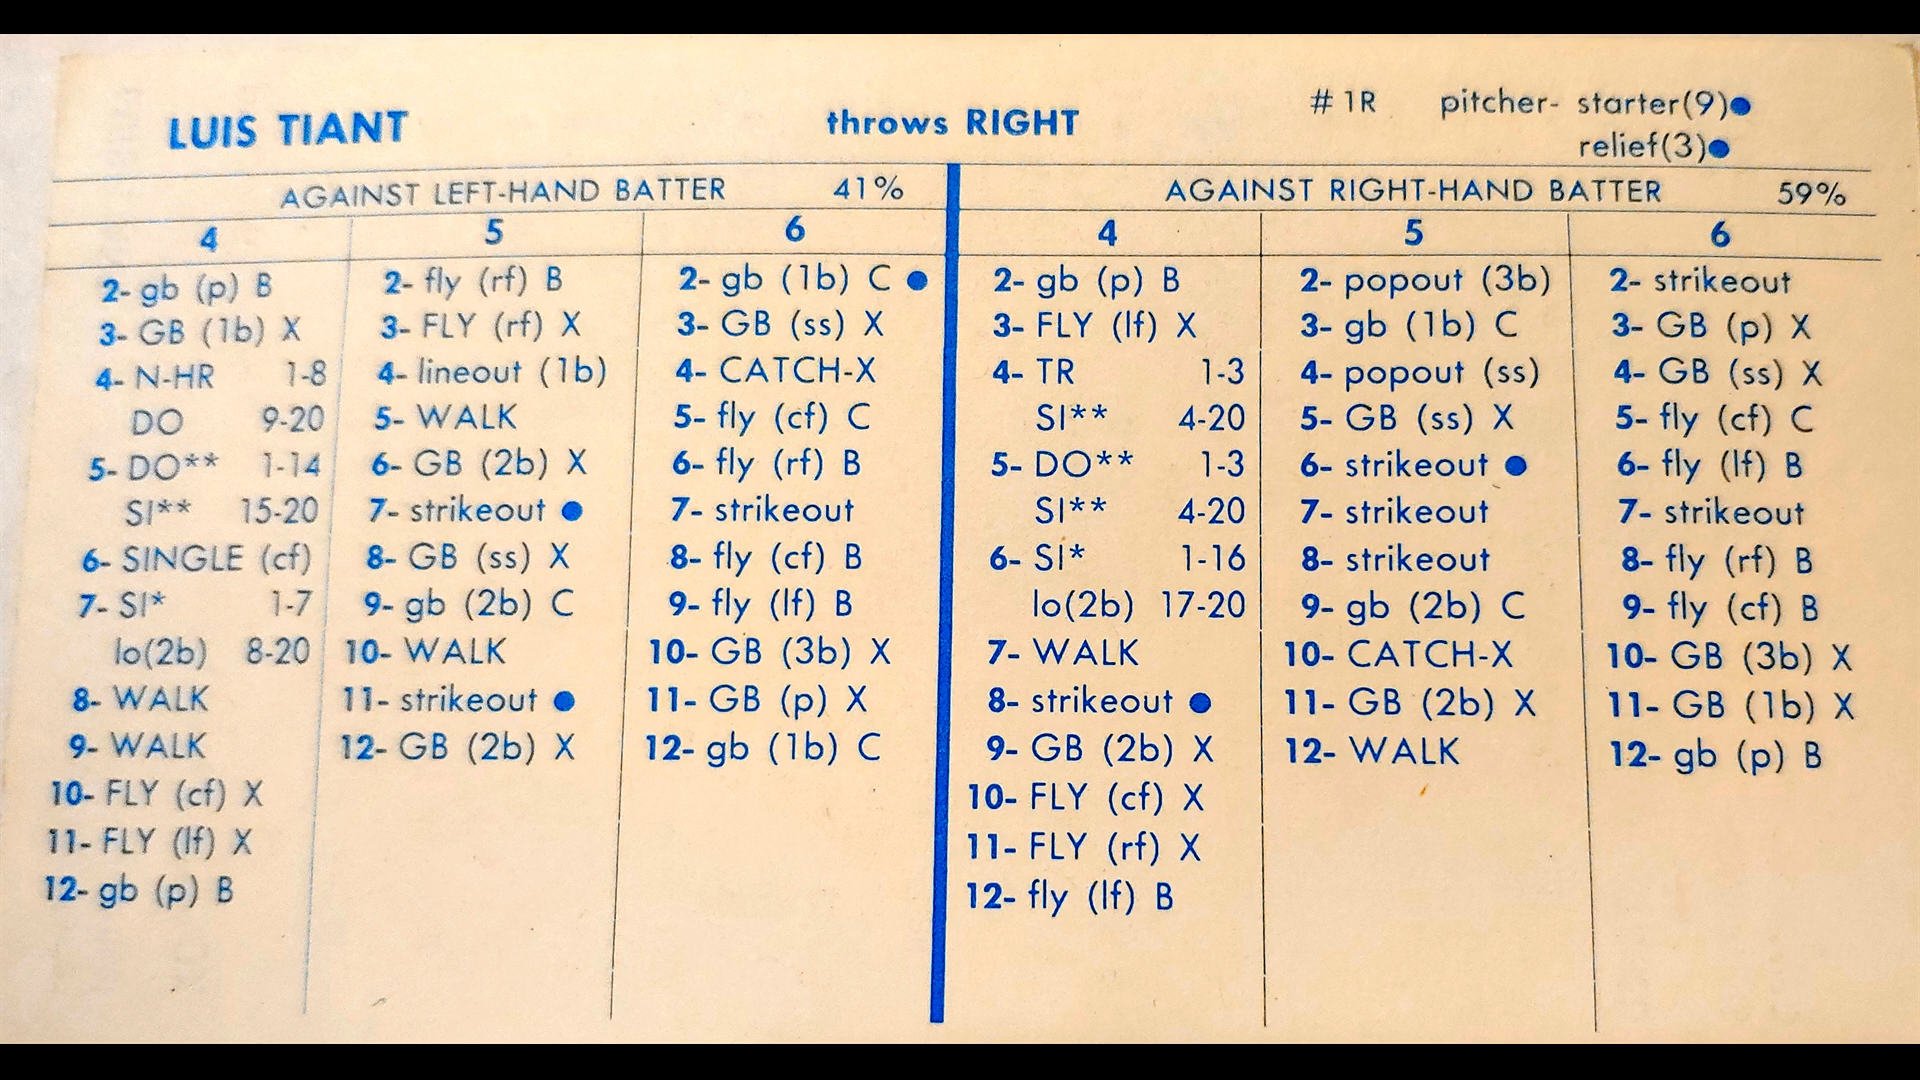 LUIS TIANT throws RIGHT # 1R pitcher- starter(9)●
relief(3)●
AGAINST LEFT-HAND BATTER 41%
4
2- gb (p) B
3- GB (1b) X
4- N-HR 1-8
DO 9-20
5- DO** 1-14
SI** 15-20
6- SINGLE (cf)
7- SI* 1-7
lo(2b) 8-20
8- WALK
9- WALK
10- FLY (cf) X
11- FLY (lf) X
12- gb (p) B
5
2- fly (rf) B
3- FLY (rf) X
4- lineout (1b)
5- WALK
6- GB (2b) X
7- strikeout ●
8- GB (ss) X
9- gb (2b) C
10- WALK
11- strikeout ●
12- GB (2b) X
6
2- gb (1b) C ●
3- GB (ss) X
4- CATCH-X
5- fly (cf) C
6- fly (rf) B
7- strikeout
8- fly (cf) B
9- fly (lf) B
10- GB (3b) X
11- GB (p) X
12- gb (1b) C
AGAINST RIGHT-HAND BATTER 59%
4
2- gb (p) B
3- FLY (lf) X
4- TR 1-3
SI** 4-20
5- DO** 1-3
SI** 4-20
6- SI* 1-16
lo(2b) 17-20
7- WALK
8- strikeout ●
9- GB (2b) X
10- FLY (cf) X
11- FLY (rf) X
12- fly (lf) B
5
2- popout (3b)
3- gb (1b) C
4- popout (ss)
5- GB (ss) X
6- strikeout ●
7- strikeout
8- strikeout
9- gb (2b) C
10- CATCH-X
11- GB (2b) X
12- WALK
6
2- strikeout
3- GB (p) X
4- GB (ss) X
5- fly (cf) C
6- fly (lf) B
7- strikeout
8- fly (rf) B
9- fly (cf) B
10- GB (3b) X
11- GB (1b) X
12- gb (p) B